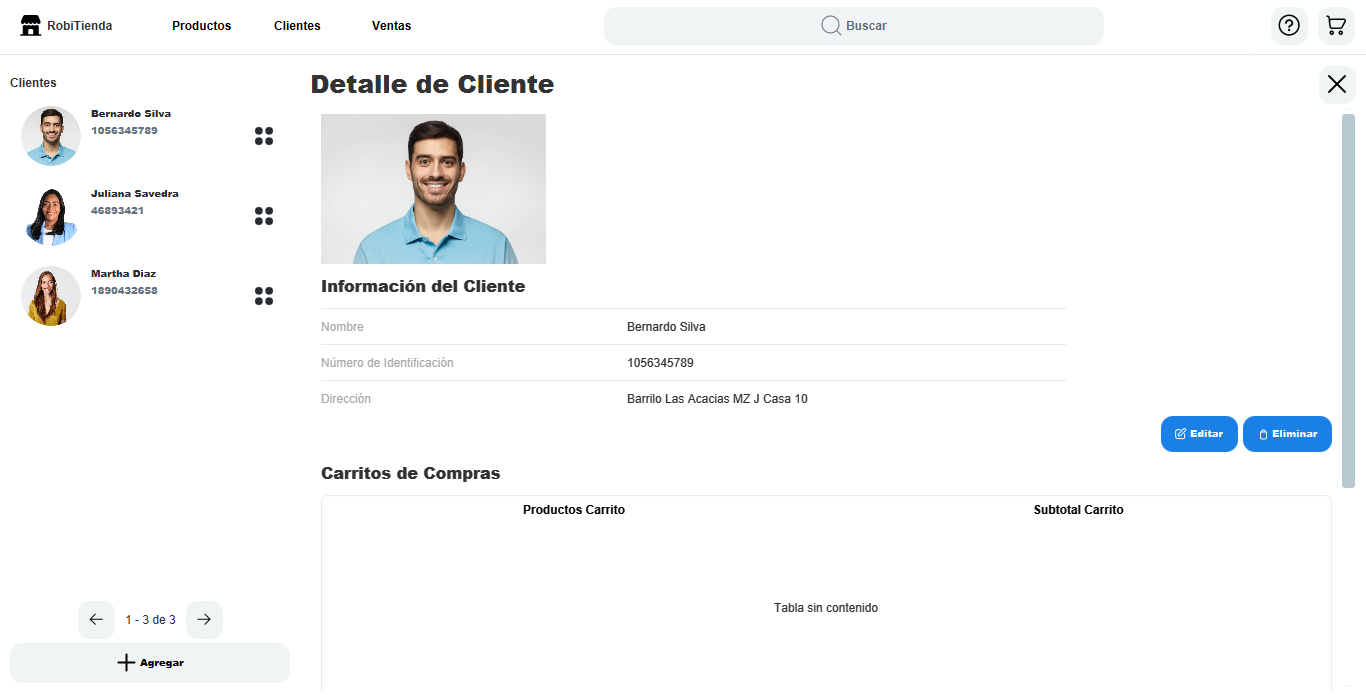 RobiTienda
Productos
Clientes
Ventas
Buscar
Clientes
Bernardo Silva
1056345789
Juliana Savedra
46893421
Martha Diaz
1890432658
1 - 3 de 3
Agregar
Detalle de Cliente
Información del Cliente
Nombre Bernardo Silva
Número de Identificación 1056345789
Dirección Barrilo Las Acacias MZ J Casa 10
Editar
Eliminar
Carritos de Compras
Productos Carrito Subtotal Carrito
Tabla sin contenido